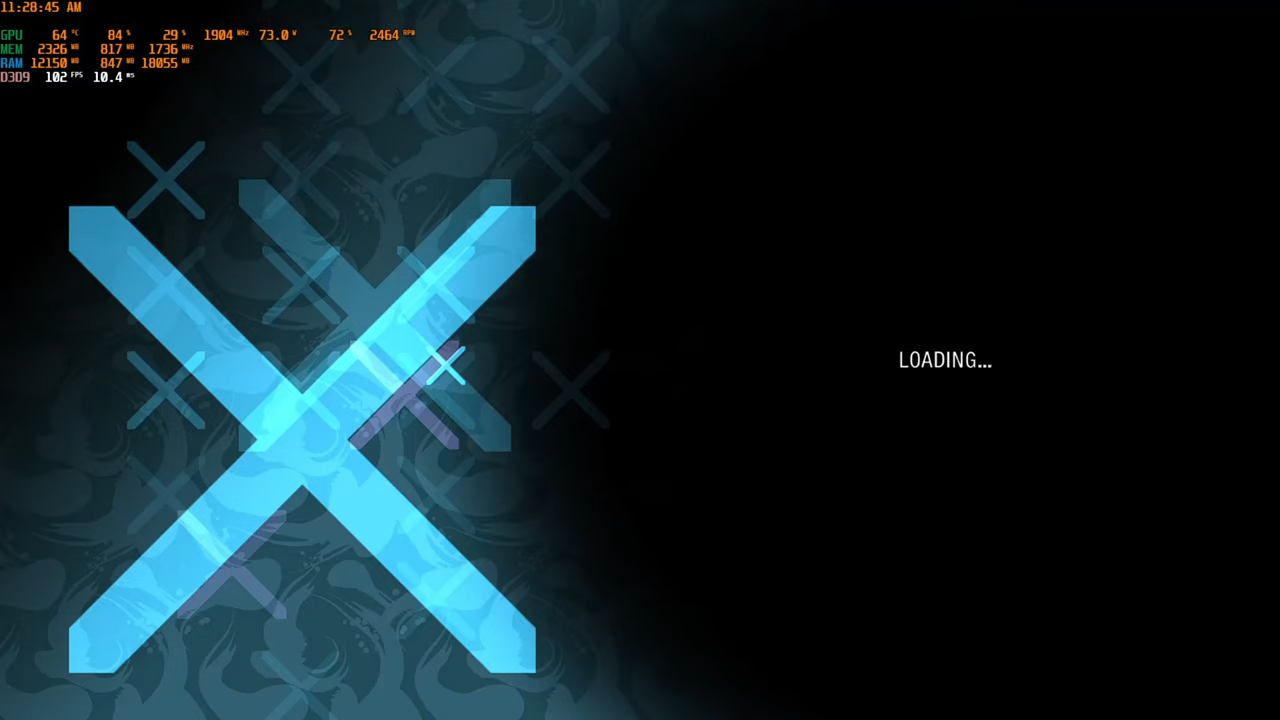 11:28:45 AM
GPU 64 °C 84 % 29 % 1904 MHz 73.0 W 72 % 2464 RPM
MEM 2326 MB 817 MB 1736 MHz
RAM 12150 MB 847 MB 18055 MB
D3D9 102 FPS 10.4 ms
LOADING...